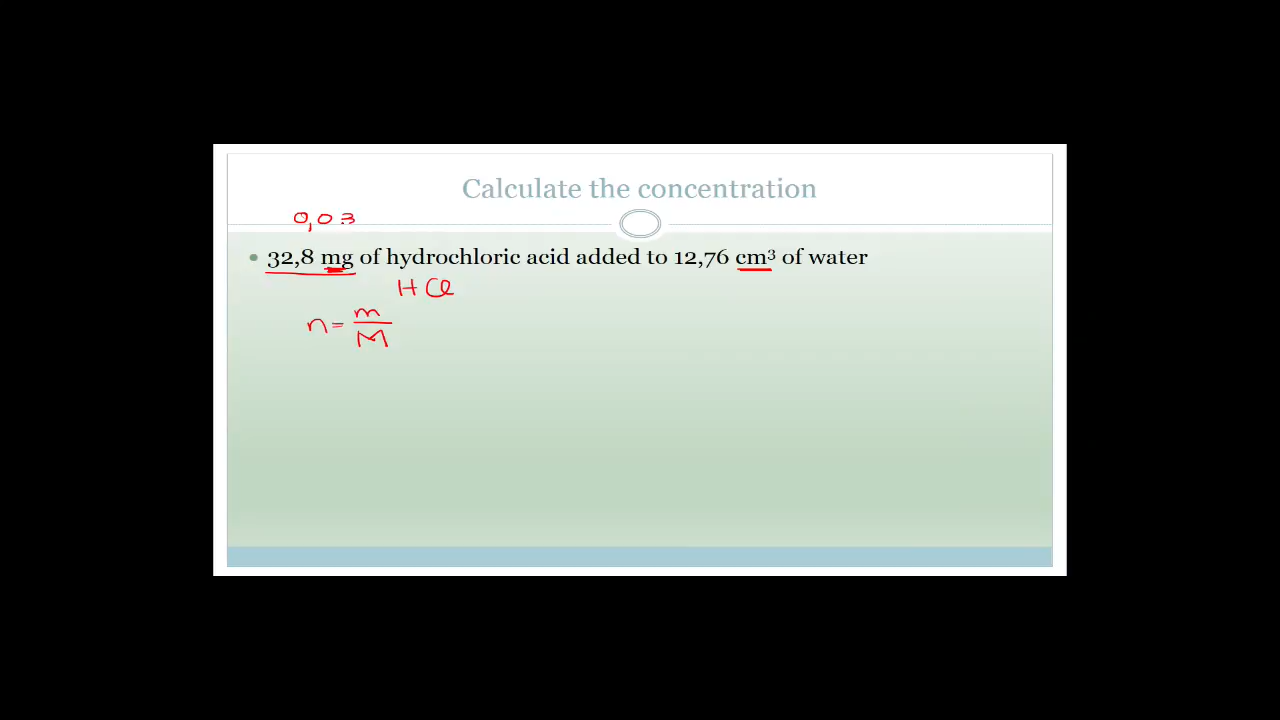 Calculate the concentration
0,03
• 32,8 mg of hydrochloric acid added to 12,76 cm³ of water
HCl
n = m/M